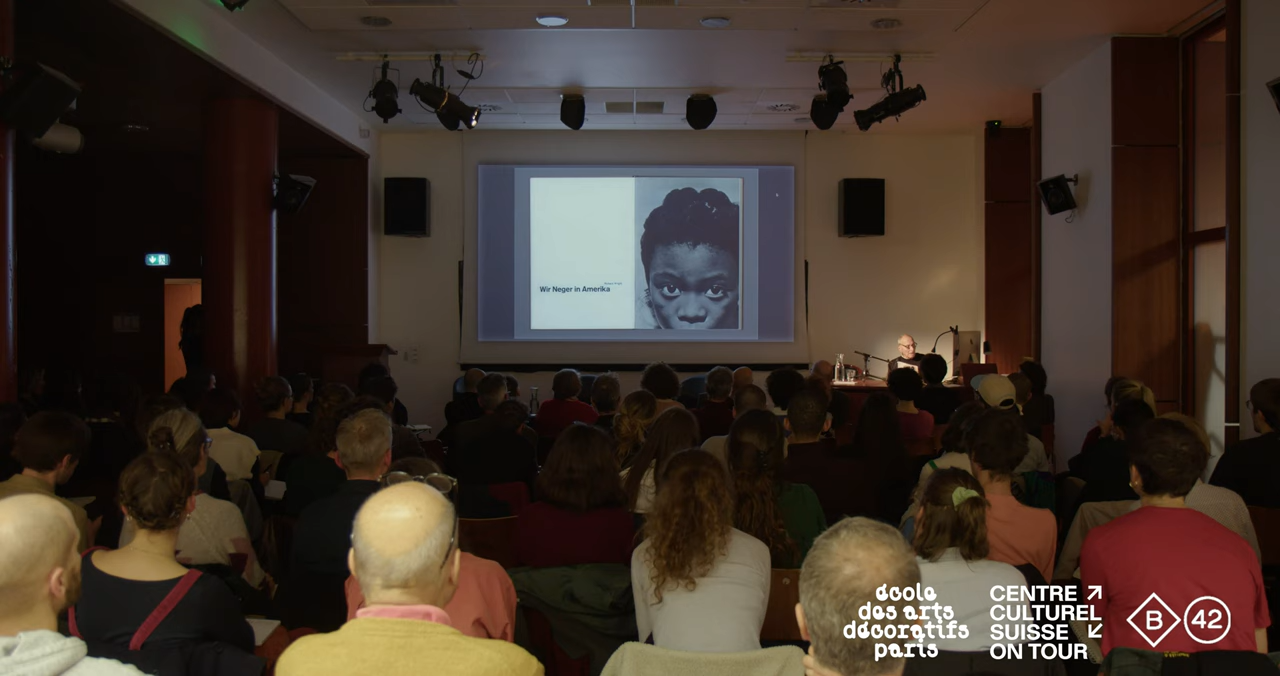 Wir Neger in Amerika
école
des arts
décoratifs
paris
CENTRE
CULTUREL
SUISSE
ON TOUR
B
42